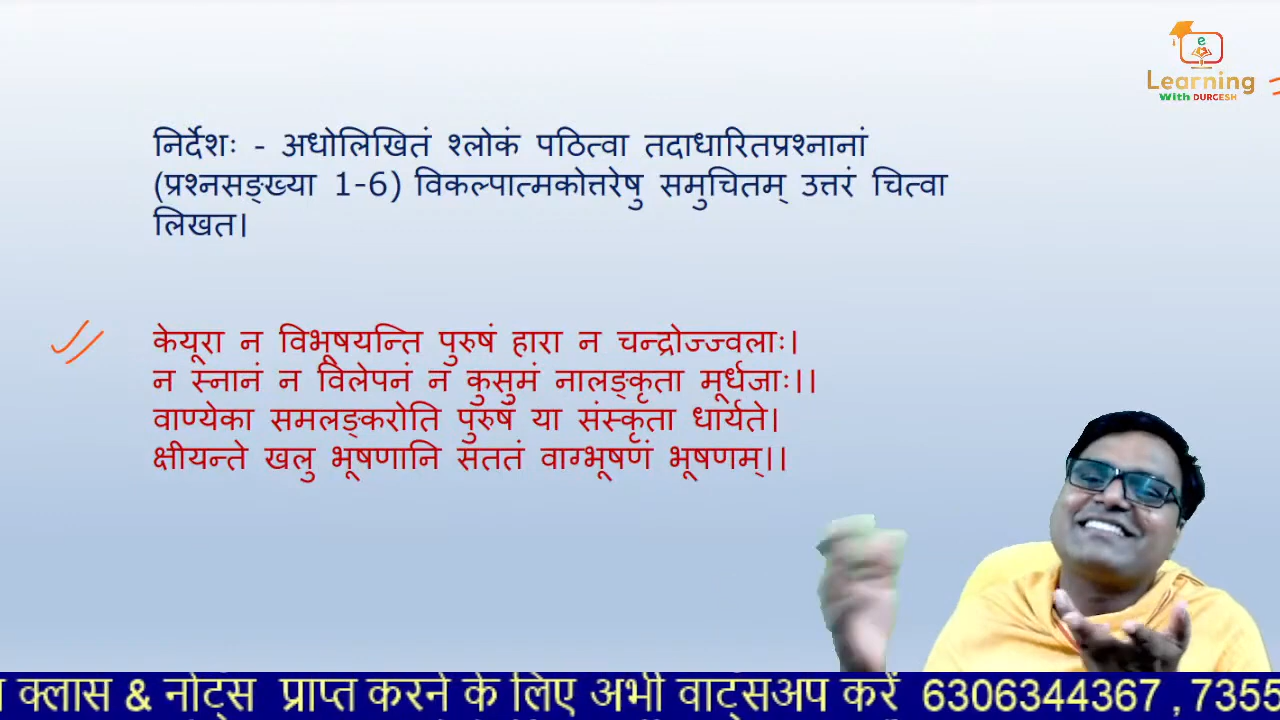 e
Learning
With DURGESH
निर्देशः - अधोलिखितं श्लोकं पठित्वा तदाधारितप्रश्नानां
(प्रश्नसङ्ख्या 1-6) विकल्पात्मकोत्तरेषु समुचितम् उत्तरं चित्वा
लिखत।
केयूरा न विभूषयन्ति पुरुषं हारा न चन्द्रोज्ज्वलाः।
न स्नानं न विलेपनं न कुसुमं नालङ्कृता मूर्धजाः।।
वाण्येका समलङ्करोति पुरुषं या संस्कृता धार्यते।
क्षीयन्ते खलु भूषणानि सततं वाग्भूषणं भूषणम्।।
क्लास & नोट्स प्राप्त करने के लिए अभी वाट्सअप करें 6306344367 , 7355